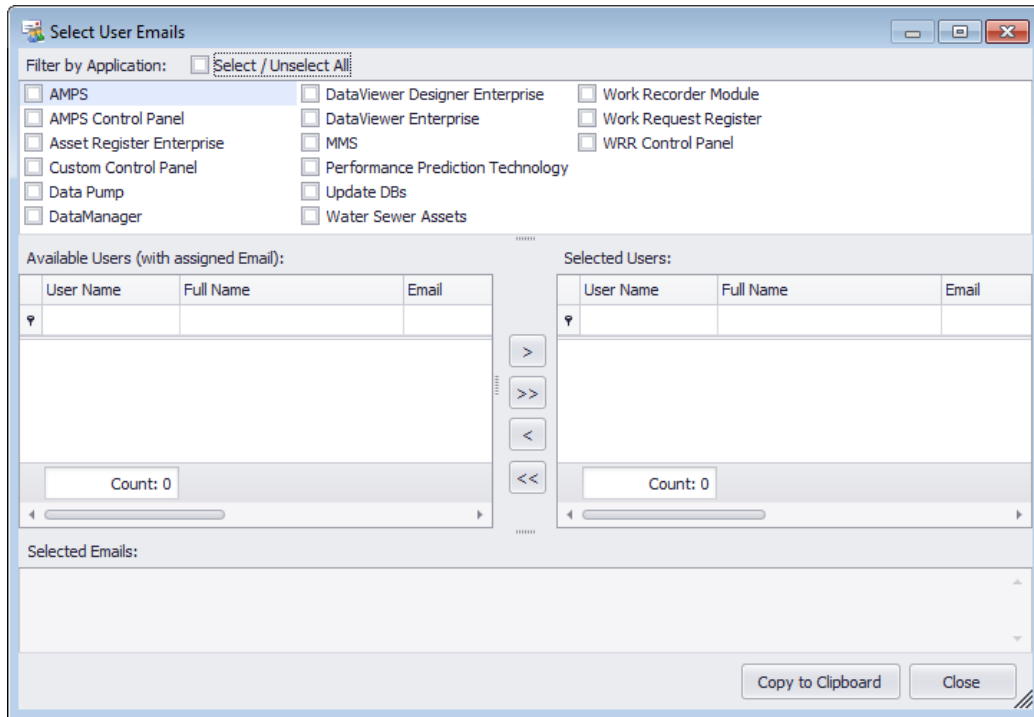 Select User Emails
Filter by Application: Select / Unselect All
AMPS DataViewer Designer Enterprise Work Recorder Module
AMPS Control Panel DataViewer Enterprise Work Request Register
Asset Register Enterprise MMS WRR Control Panel
Custom Control Panel Performance Prediction Technology
Data Pump Update DBs
DataManager Water Sewer Assets
Available Users (with assigned Email): Selected Users:
User Name Full Name Email User Name Full Name Email
>
>>
<
<<
Count: 0 Count: 0
Selected Emails:
Copy to Clipboard Close